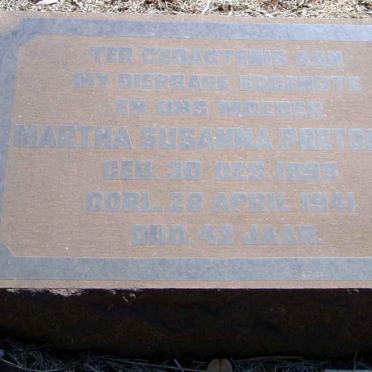 TER GEDAGTENIS AAN
MY DIERBARE EGGENOTE
EN ONS MOEDER
MARTHA SUSANNA
GEB. 30 DES. 1898
OORL. 28 APRIL 1941
OUD. 42 JAAR.